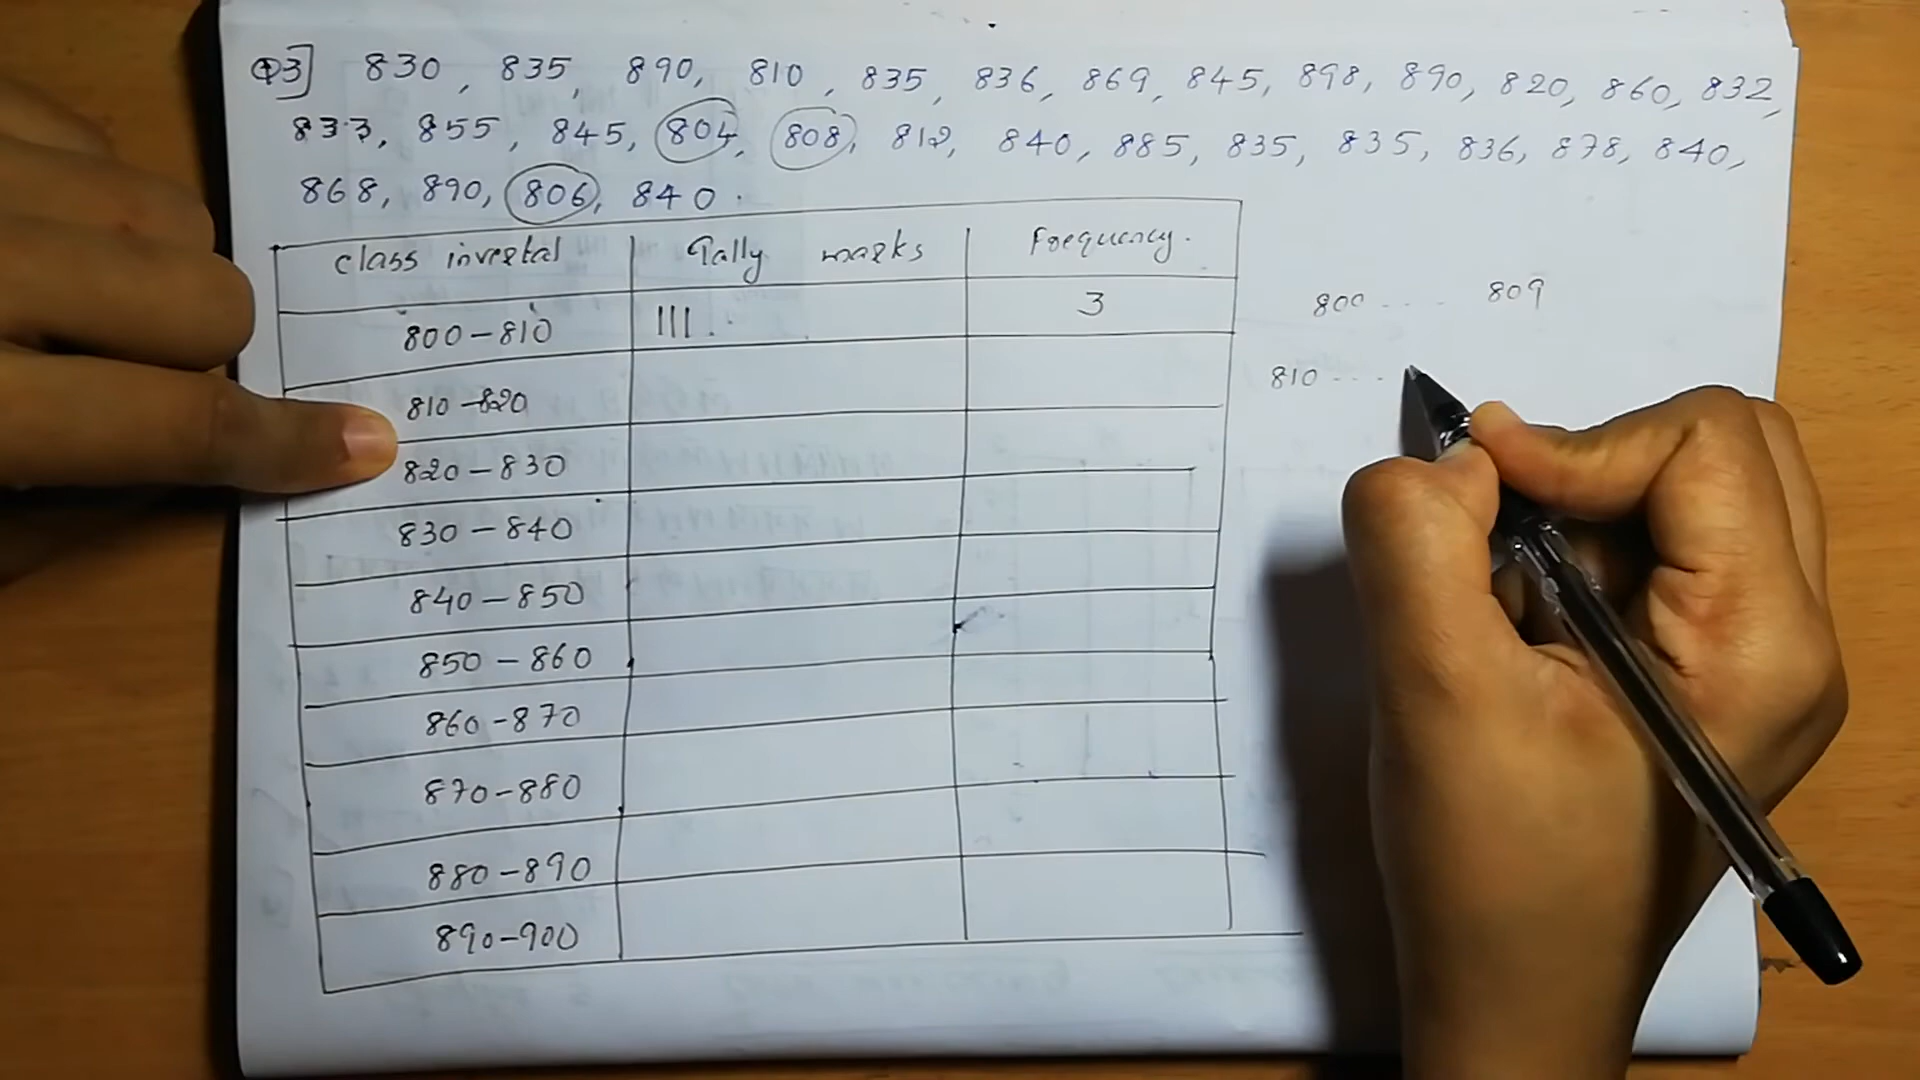 Q3] 830, 835, 890, 810, 835, 836, 869, 845, 898, 890, 820, 860, 832,
833, 855, 845, 804, 808, 812, 840, 885, 835, 835, 836, 878, 840,
868, 890, 806, 840.
class invertal Tally marks Frequency.
800-810 ||| 3
800 ... 809
810-820
810 ...
820-830
830-840
840-850
850-860
860-870
870-880
880-890
890-900